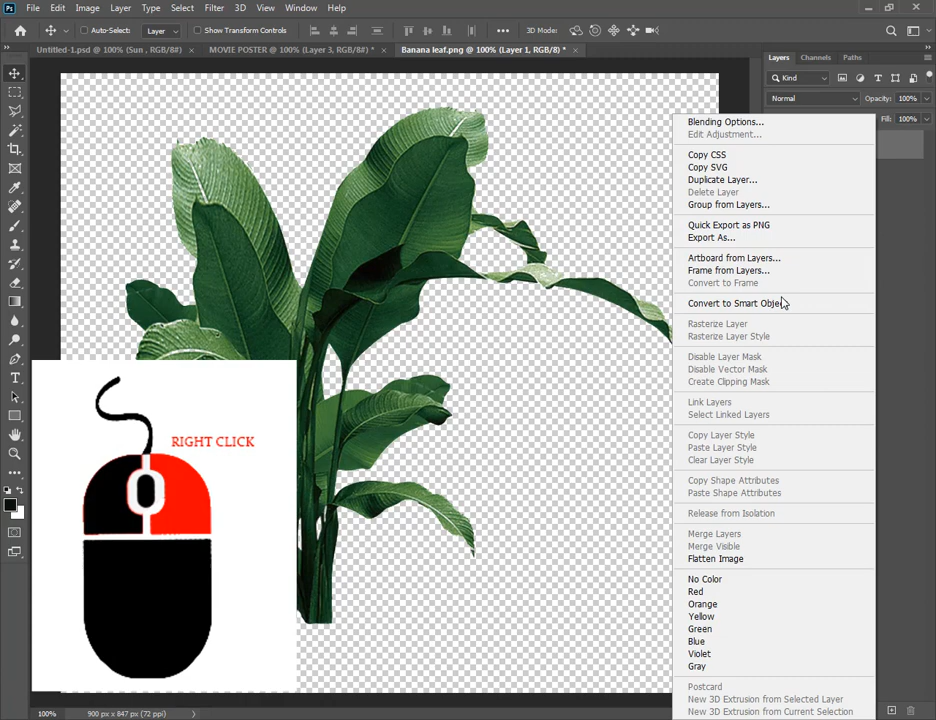 Ps File Edit Image Layer Type Select Filter 3D View Window Help
Auto-Select: Layer Show Transform Controls 3D Mode:
Untitled-1.psd @ 100% (Sun , RGB/8#) × MOVIE POSTER @ 100% (Layer 3, RGB/8#) * × Banana leaf.png @ 100% (Layer 1, RGB/8) * ×
Layers Channels Paths
Kind
Normal Opacity: 100%
Fill: 100%
Blending Options...
Edit Adjustment...
Copy CSS
Copy SVG
Duplicate Layer...
Delete Layer
Group from Layers...
Quick Export as PNG
Export As...
Artboard from Layers...
Frame from Layers...
Convert to Frame
Convert to Smart Object
Rasterize Layer
Rasterize Layer Style
Disable Layer Mask
Disable Vector Mask
Create Clipping Mask
Link Layers
Select Linked Layers
Copy Layer Style
Paste Layer Style
Clear Layer Style
Copy Shape Attributes
Paste Shape Attributes
Release from Isolation
Merge Layers
Merge Visible
Flatten Image
No Color
Red
Orange
Yellow
Green
Blue
Violet
Gray
Postcard
New 3D Extrusion from Selected Layer
New 3D Extrusion from Current Selection
RIGHT CLICK
100% 900 px x 847 px (72 ppi)